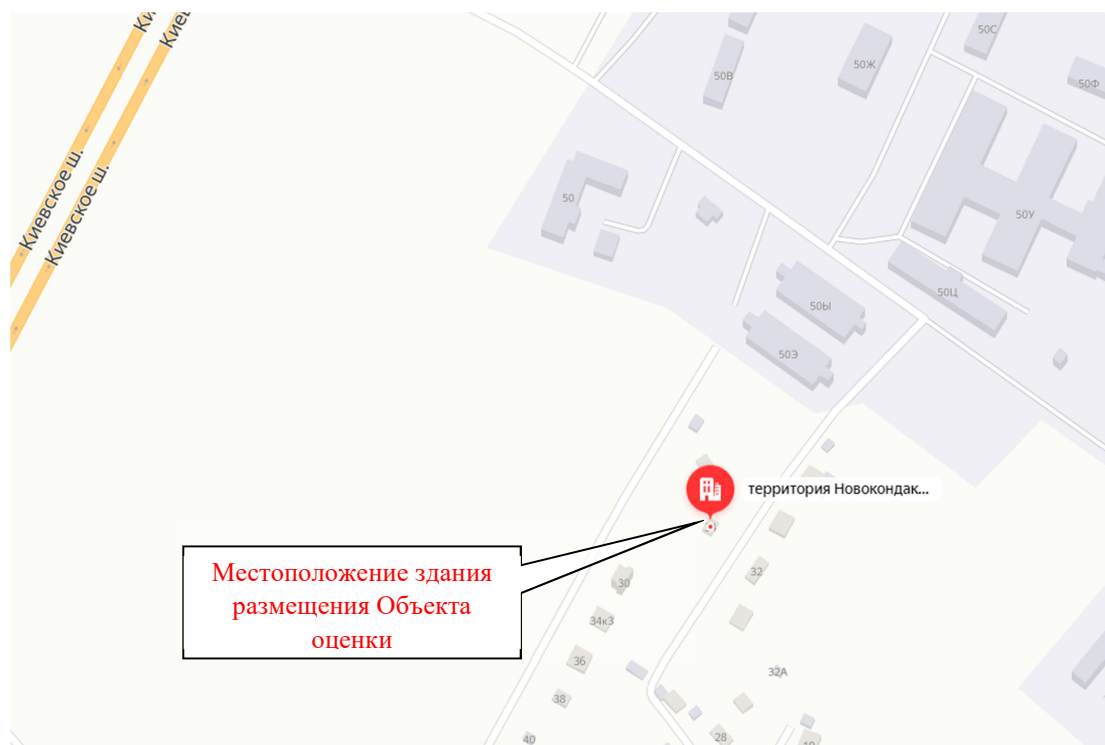 Киевское ш.
Киевское ш.
Ки
Кие
50С
50В
50Ж
50Ф
50
50У
50Ы
50Ц
50Э
территория Новокондак...
Местоположение здания
размещения Объекта
оценки
32
30
34к3
36
32А
38
28
40